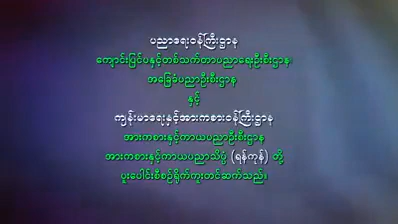 ပညာရေးဝန်ကြီးဌာန
ကျောင်းပြင်ပနှင့်တစ်သက်တာပညာရေးဦးစီးဌာန၊
အခြေခံပညာဦးစီးဌာန
နှင့်
ကျန်းမာရေးနှင့်အားကစားဝန်ကြီးဌာန
အားကစားနှင့်ကာယပညာဦးစီးဌာန
အားကစားနှင့်ကာယပညာသိပ္ပံ (ရန်ကုန်) တို့
ပူးပေါင်းစီစဉ်ရိုက်ကူးတင်ဆက်သည်။